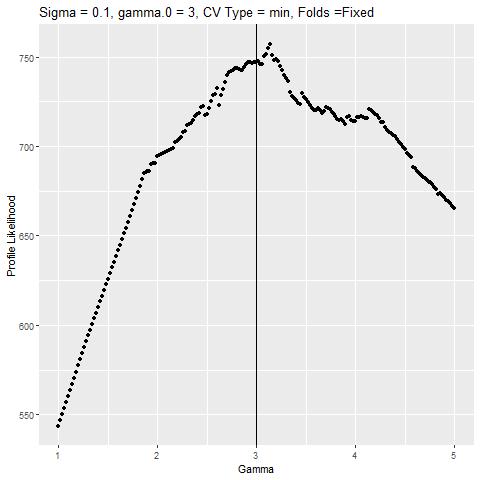 Sigma = 0.1, gamma.0 = 3, CV Type = min, Folds =Fixed
Profile Likelihood
750
700
650
600
550
1 2 3 4 5
Gamma